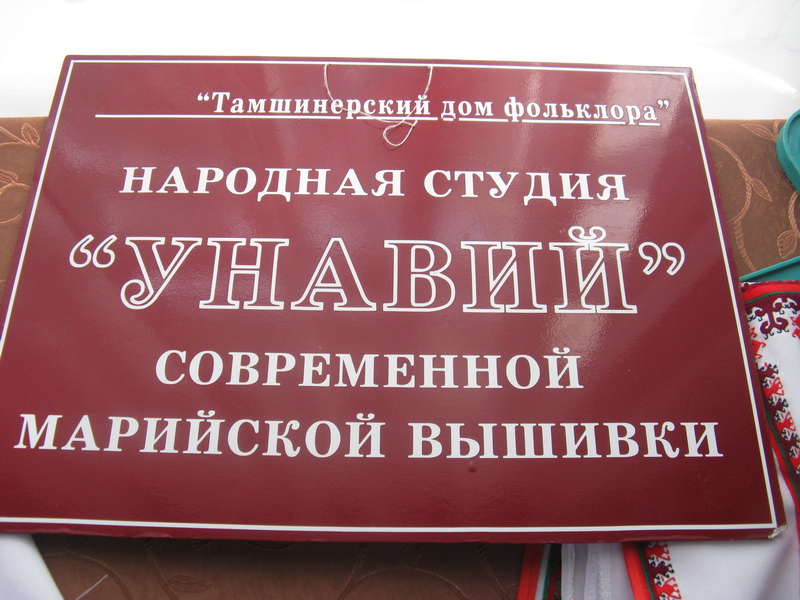 “Тамшинерский дом фольклора”
НАРОДНАЯ СТУДИЯ
“УНАВИЙ”
СОВРЕМЕННОЙ
МАРИЙСКОЙ ВЫШИВКИ